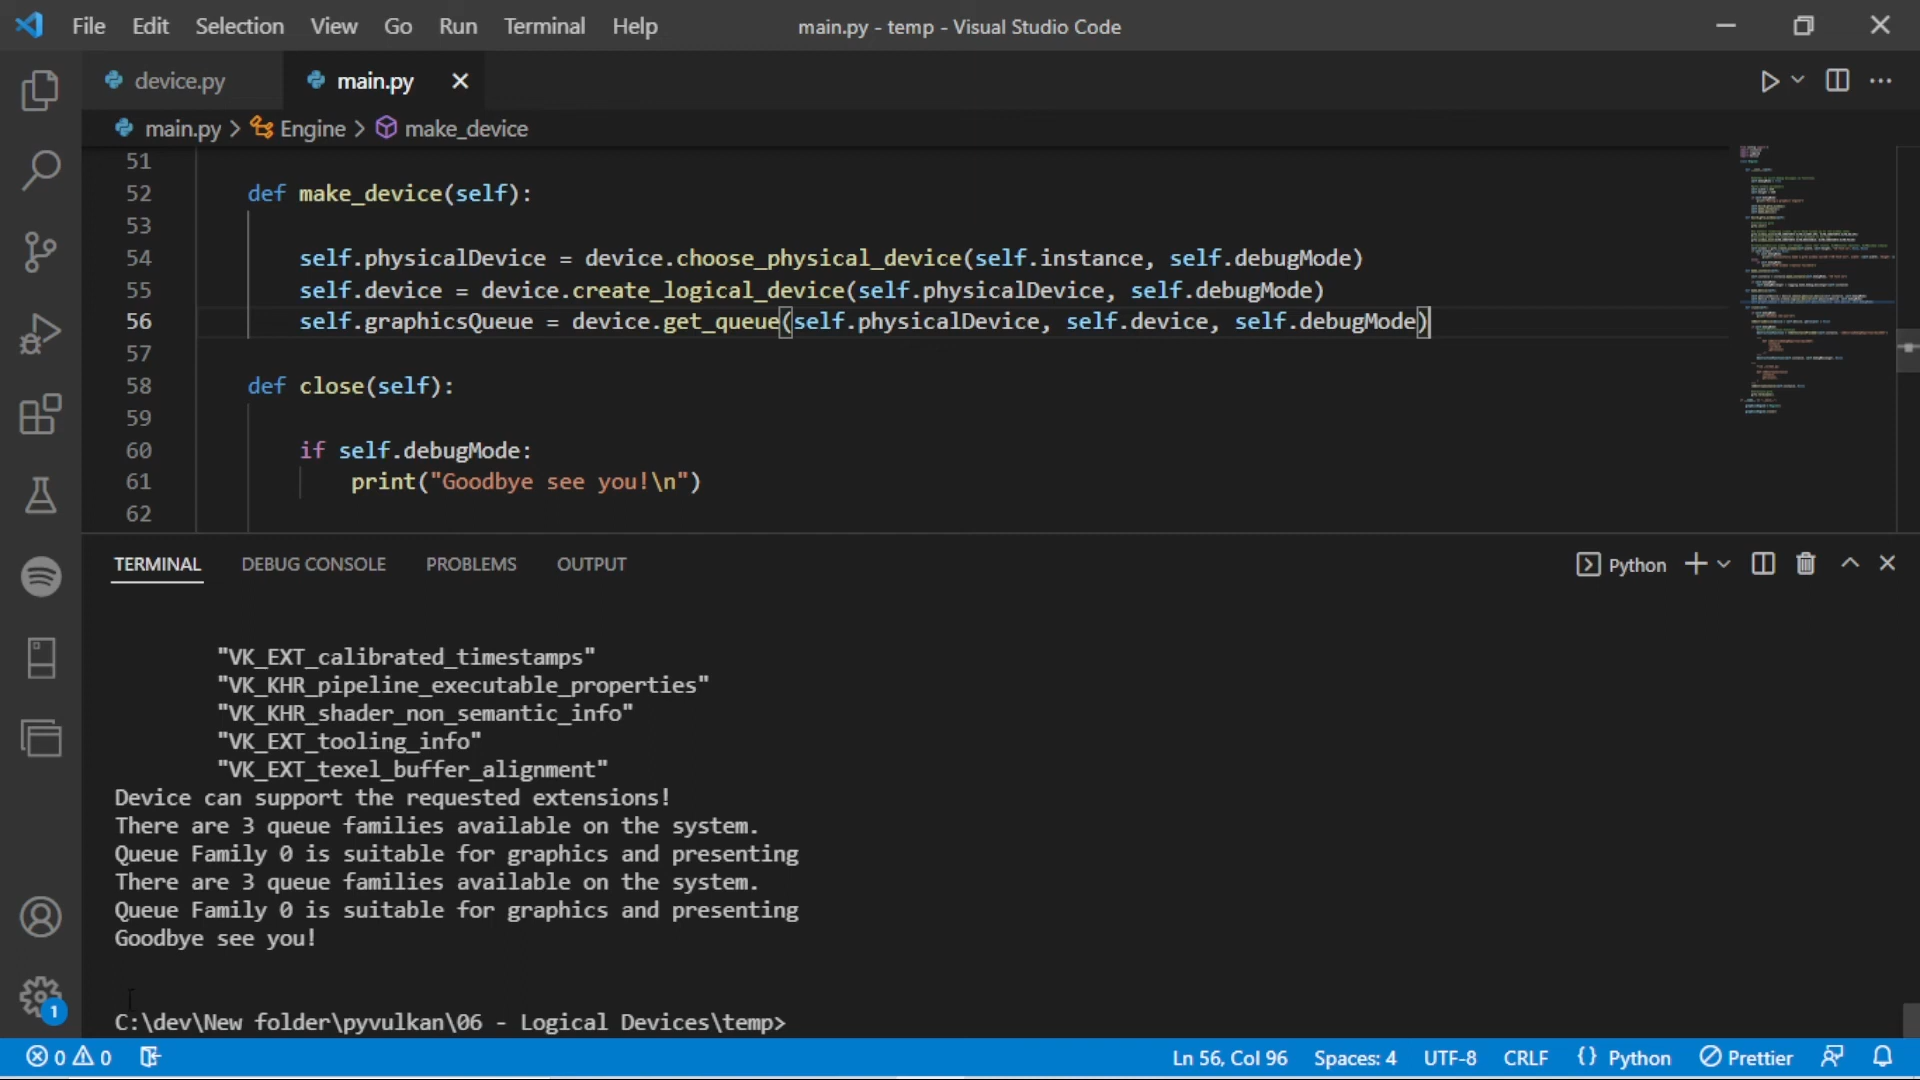 File Edit Selection View Go Run Terminal Help main.py - temp - Visual Studio Code
device.py main.py
main.py > Engine > make_device
51
52 def make_device(self):
53
54 self.physicalDevice = device.choose_physical_device(self.instance, self.debugMode)
55 self.device = device.create_logical_device(self.physicalDevice, self.debugMode)
56 self.graphicsQueue = device.get_queue(self.physicalDevice, self.device, self.debugMode)
57
58 def close(self):
59
60 if self.debugMode:
61 print("Goodbye see you!\n")
62
TERMINAL DEBUG CONSOLE PROBLEMS OUTPUT Python
"VK_EXT_calibrated_timestamps"
"VK_KHR_pipeline_executable_properties"
"VK_KHR_shader_non_semantic_info"
"VK_EXT_tooling_info"
"VK_EXT_texel_buffer_alignment"
Device can support the requested extensions!
There are 3 queue families available on the system.
Queue Family 0 is suitable for graphics and presenting
There are 3 queue families available on the system.
Queue Family 0 is suitable for graphics and presenting
Goodbye see you!
1
C:\dev\New folder\pyvulkan\06 - Logical Devices\temp>
0 0 Ln 56, Col 96 Spaces: 4 UTF-8 CRLF {} Python Prettier